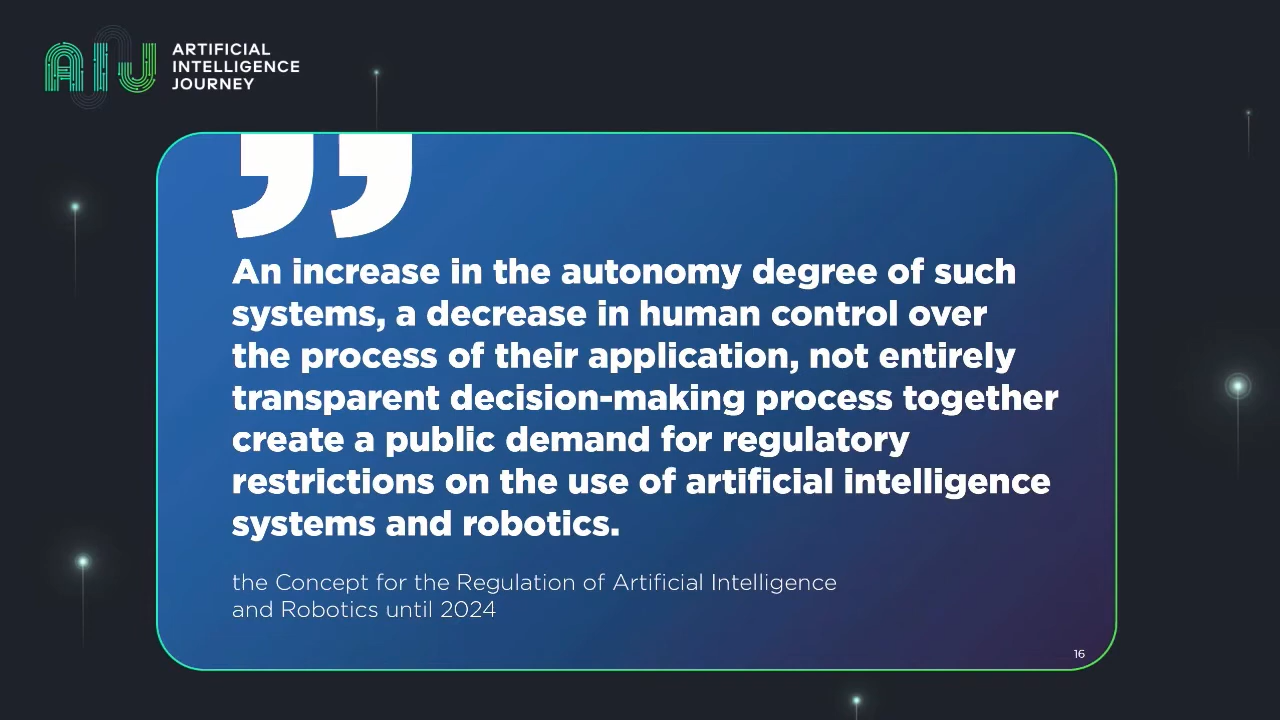 AIJ
ARTIFICIAL
INTELLIGENCE
JOURNEY
”
An increase in the autonomy degree of such
systems, a decrease in human control over
the process of their application, not entirely
transparent decision-making process together
create a public demand for regulatory
restrictions on the use of artificial intelligence
systems and robotics.
the Concept for the Regulation of Artificial Intelligence
and Robotics until 2024
16